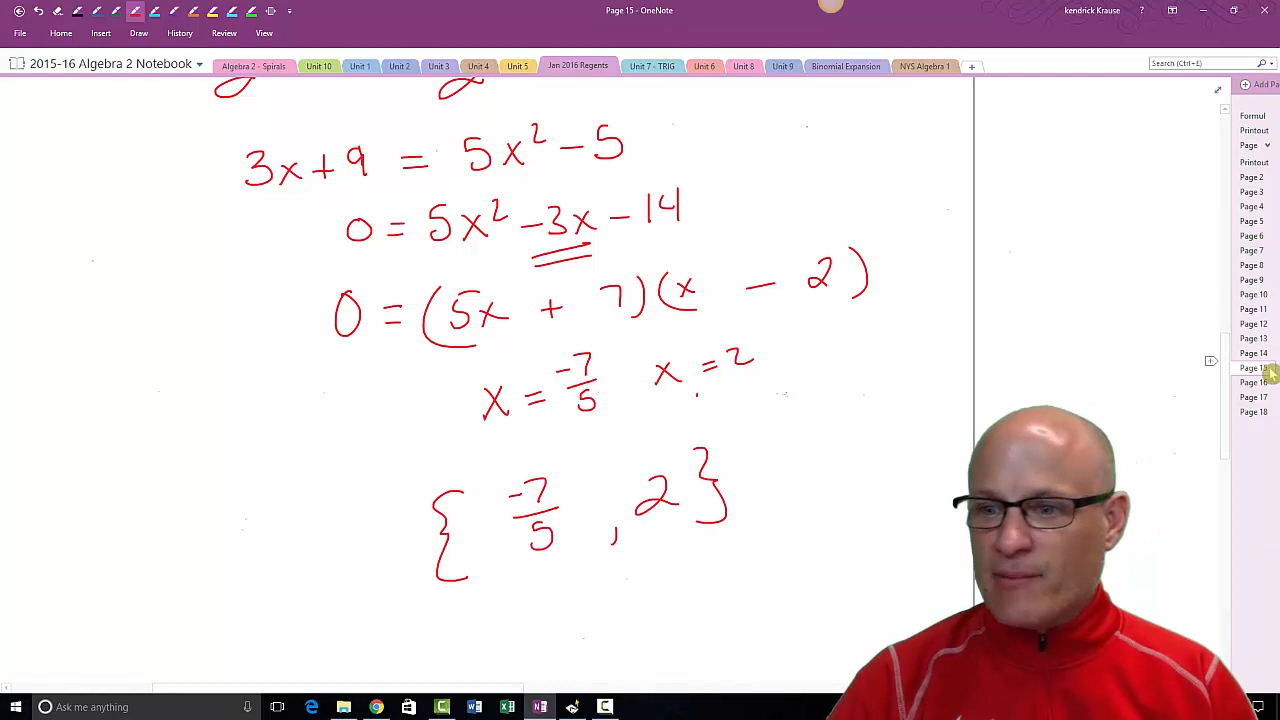 Page 15 - OneNote
kendrick Krause
?
File Home Insert Draw History Review View
2015-16 Algebra 2 Notebook
Algebra 2 - Spirals Unit 10 Unit 1 Unit 2 Unit 3 Unit 4 Unit 5 Jan 2016 Regents Unit 7 - TRIG Unit 6 Unit 8 Unit 9 Binomial Expansion NYS Algebra 1 +
Search (Ctrl+E)
Add Pa
Formul
Printout
Page
Printout
Page 2
Page 3
Page 4
Page 5
Page 6
Page 7
Page 8
Page 9
Page 10
Page 11
Page 12
Page 13
Page 14
Page 15
Page 16
Page 17
Page 18
3x + 9 = 5x² - 5
0 = 5x² - 3x - 14
0 = (5x + 7)(x - 2)
x = -7/5 x = 2
{ -7/5 , 2 }
Ask me anything